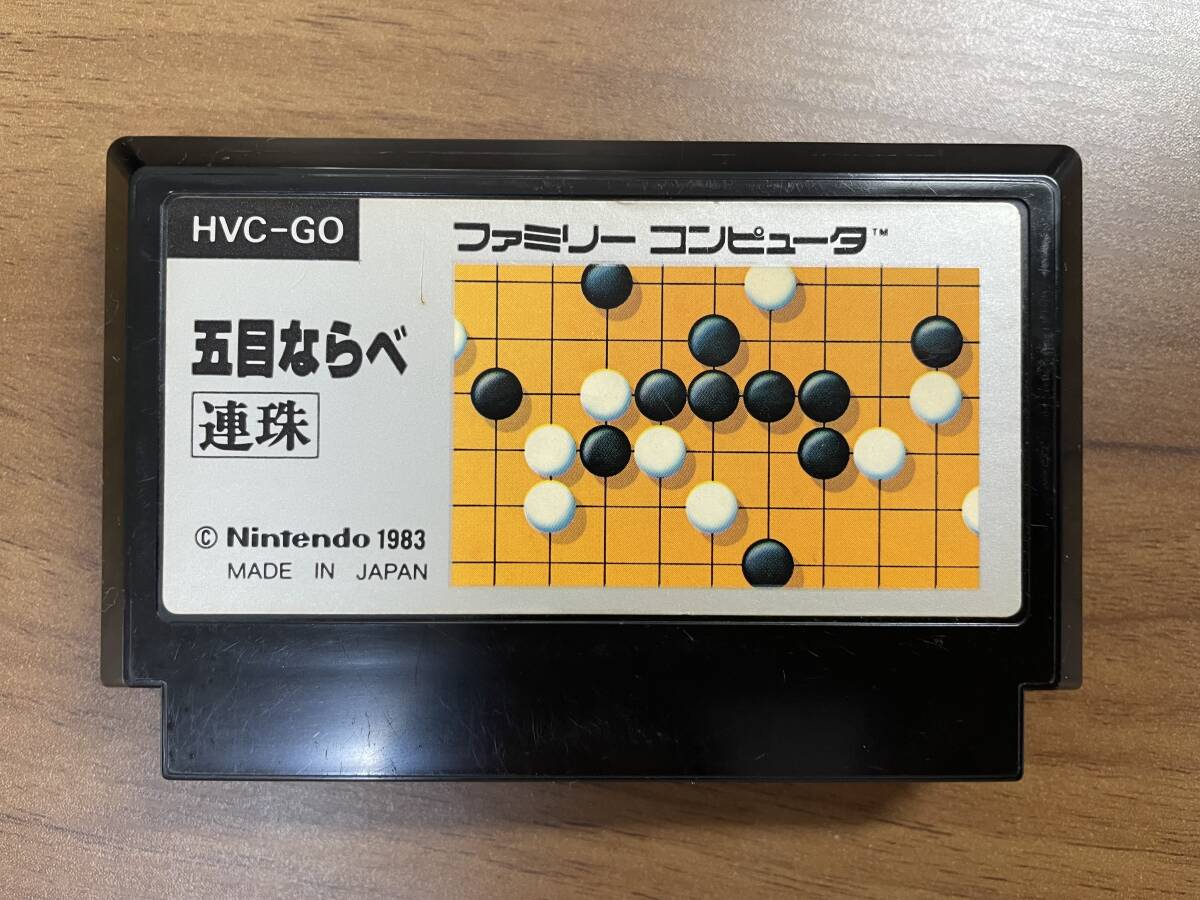 HVC-GO
ファミリー コンピュータ™
五目ならべ
連珠
© Nintendo 1983
MADE IN JAPAN